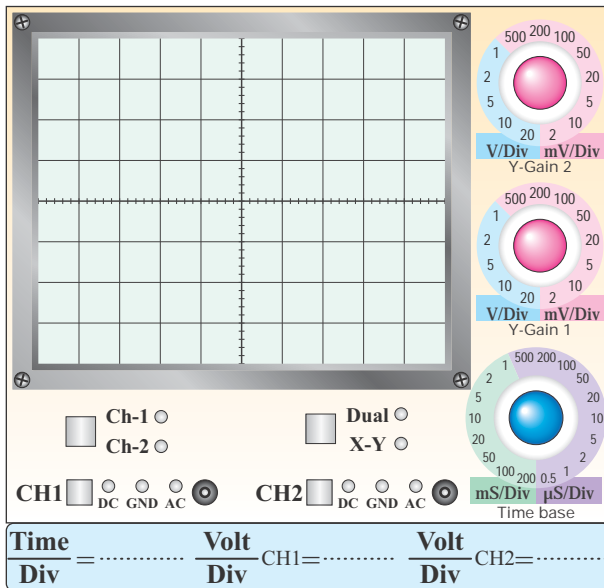 500 200 100 50 20 10 2 20 10 5 2 1
V/Div mV/Div
Y-Gain 2
500 200 100 50 20 10 2 20 10 5 2 1
V/Div mV/Div
Y-Gain 1
500 200 100 50 20 10 5 2 1 0.5 200 100 50 20 10 5 2 1
mS/Div µS/Div
Time base
Ch-1
Ch-2
Dual
X-Y
CH1 DC GND AC
CH2 DC GND AC
Time/Div = ............ Volt/Div CH1= ............ Volt/Div CH2= ............